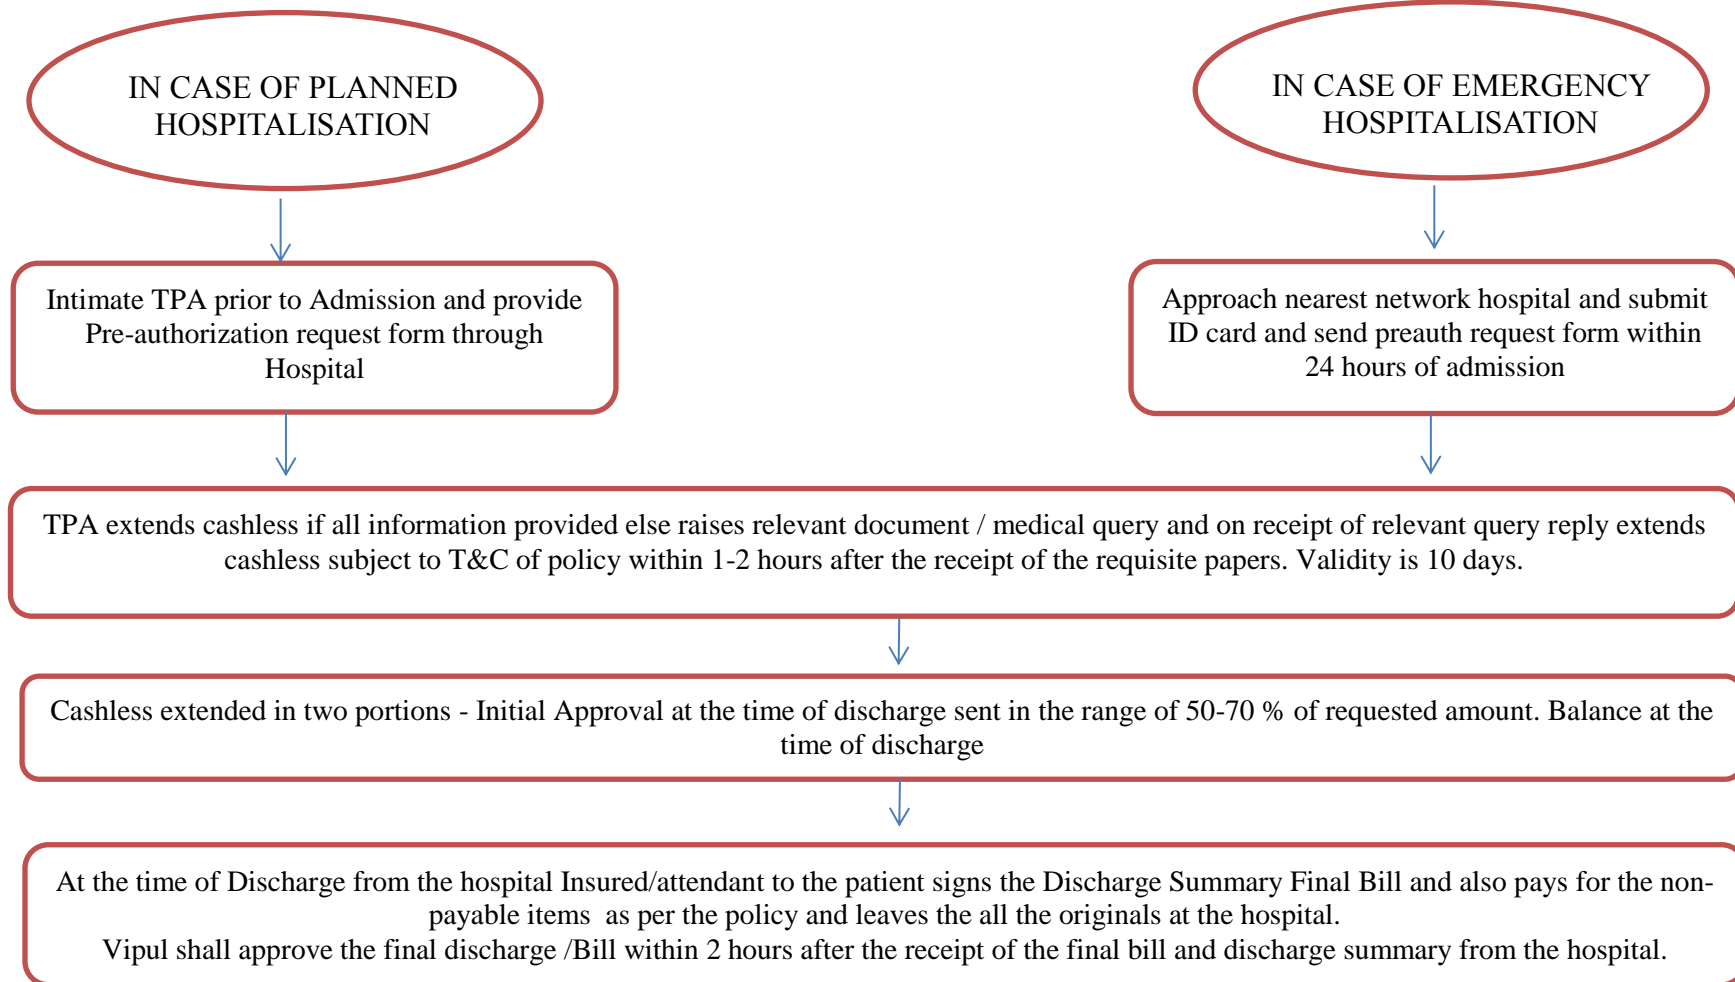 IN CASE OF PLANNED
HOSPITALISATION
IN CASE OF EMERGENCY
HOSPITALISATION
Intimate TPA prior to Admission and provide
Pre-authorization request form through
Hospital
Approach nearest network hospital and submit
ID card and send preauth request form within
24 hours of admission
TPA extends cashless if all information provided else raises relevant document / medical query and on receipt of relevant query reply extends
cashless subject to T&C of policy within 1-2 hours after the receipt of the requisite papers. Validity is 10 days.
Cashless extended in two portions - Initial Approval at the time of discharge sent in the range of 50-70 % of requested amount. Balance at the
time of discharge
At the time of Discharge from the hospital Insured/attendant to the patient signs the Discharge Summary Final Bill and also pays for the non-
payable items  as per the policy and leaves the all the originals at the hospital.
Vipul shall approve the final discharge /Bill within 2 hours after the receipt of the final bill and discharge summary from the hospital.